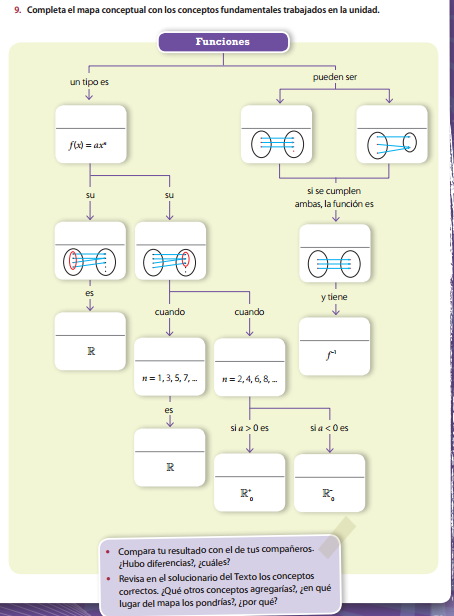 9. Completa el mapa conceptual con los conceptos fundamentales trabajados en la unidad.
Funciones
un tipo es
pueden ser
f(x) = axⁿ
su
su
si se cumplen
ambas, la función es
es
y tiene
ℝ
cuando
cuando
f⁻¹
n = 1, 3, 5, 7, ...
n = 2, 4, 6, 8, ...
es
si a > 0 es
si a < 0 es
ℝ
ℝ⁺₀
ℝ⁻₀
• Compara tu resultado con el de tus compañeros.
¿Hubo diferencias?, ¿cuáles?
• Revisa en el solucionario del Texto los conceptos
correctos. ¿Qué otros conceptos agregarías?, ¿en qué
lugar del mapa los pondrías?, ¿por qué?